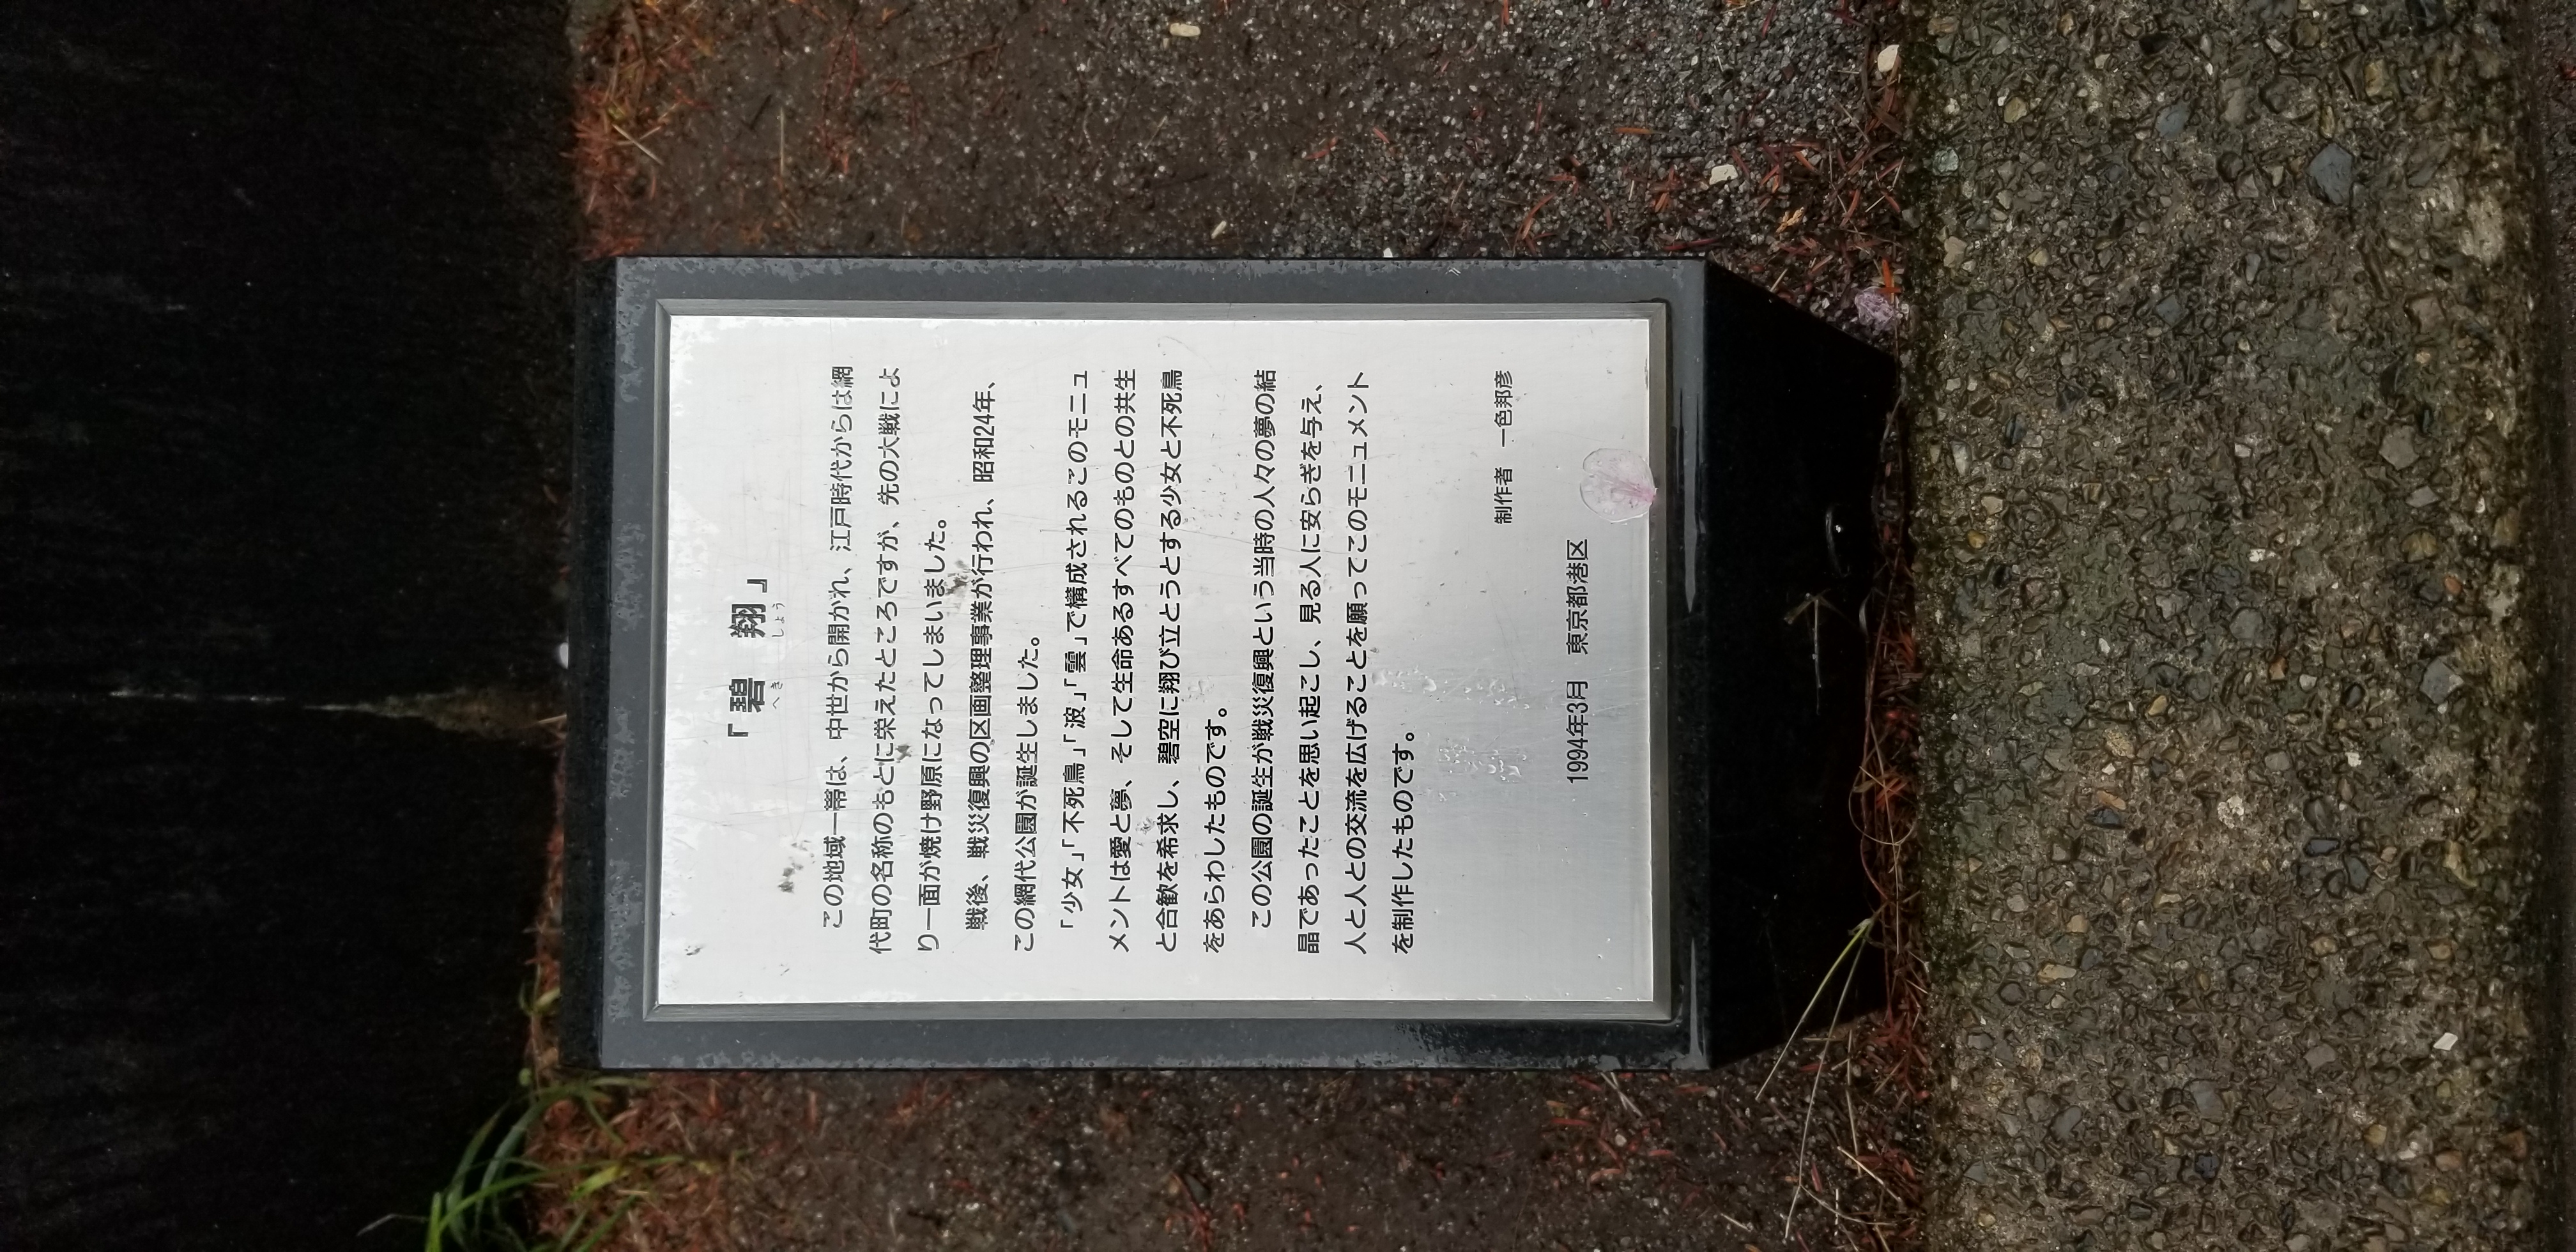 「碧　翔」
へき　しょう
この地域一帯は、中世から開かれ、江戸時代からは網
代町の名称のもとに栄えたところですが、先の大戦によ
り一面が焼け野原になってしまいました。
戦後、戦災復興の区画整理事業が行われ、昭和24年、
この網代公園が誕生しました。
「少女」「不死鳥」「波」「雲」で構成されるこのモニュ
メントは愛と夢、そして生命あるすべてのものとの共生
と合歓を希求し、碧空に翔び立とうとする少女と不死鳥
をあらわしたものです。
この公園の誕生が戦災復興という当時の人々の夢の結
晶であったことを思い起こし、見る人に安らぎを与え、
人と人との交流を広げることを願ってこのモニュメント
を制作したものです。
制作者　一色邦彦
1994年3月　東京都港区